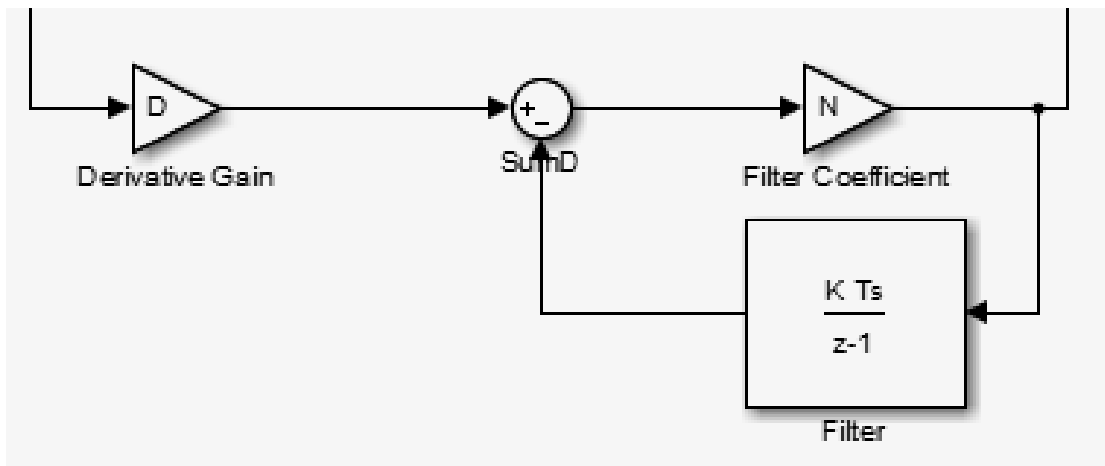 D
+
−
N
SumD
Derivative Gain
Filter Coefficient
K Ts
z-1
Filter